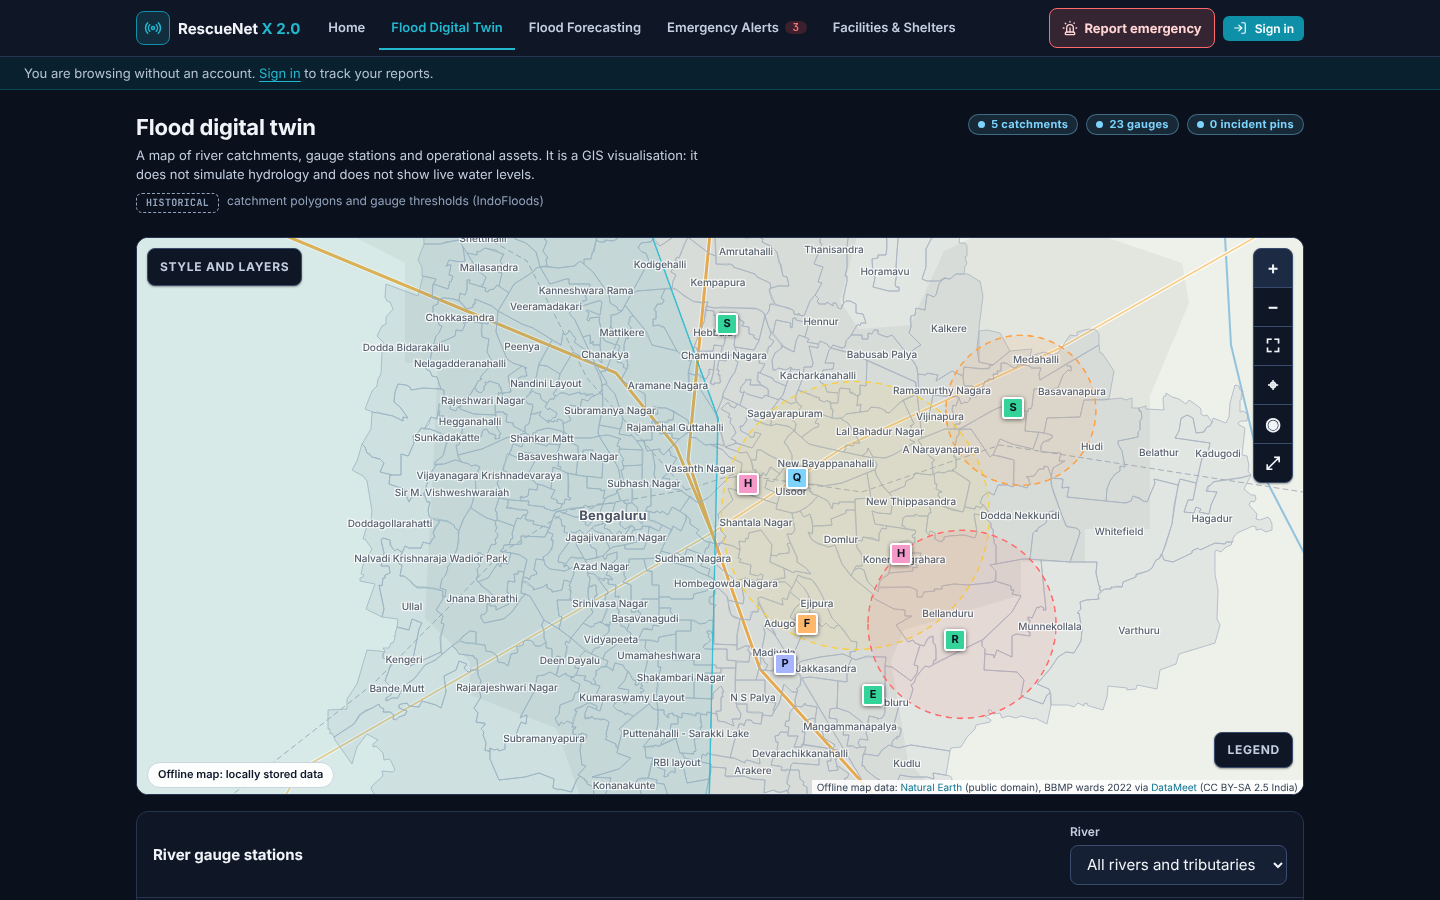 RescueNet X 2.0
Home
Flood Digital Twin
Flood Forecasting
Emergency Alerts 3
Facilities & Shelters
Report emergency
Sign in
You are browsing without an account. Sign in to track your reports.
Flood digital twin
5 catchments
23 gauges
0 incident pins
A map of river catchments, gauge stations and operational assets. It is a GIS visualisation: it
does not simulate hydrology and does not show live water levels.
HISTORICAL catchment polygons and gauge thresholds (IndoFloods)
STYLE AND LAYERS
Shettihalli
Mallasandra
Kodigehalli
Amrutahalli
Thanisandra
Horamavu
Kempapura
Kanneshwara Rama
Veeramadakari
Chokkasandra
S
Hennur
Kalkere
Mattikere
Dodda Bidarakallu
Peenya
Chanakya
Chamundi Nagara
Babusab Palya
Medahalli
Nelagadderanahalli
Kacharkanahalli
Nandini Layout
Aramane Nagara
Ramamurthy Nagara
Basavanapura
Rajeshwari Nagar
Subramanya Nagar
Sagayarapuram
Vijinapura
S
Hegganahalli
Rajamahal Guttahalli
Lal Bahadur Nagar
Sunkadakatte
Shankar Matt
Basaveshwara Nagar
A Narayanapura
Hudi
Belathur
Kadugodi
Vasanth Nagar
New Bayappanahalli
Vijayanagara Krishnadevaraya
Subhash Nagar
H
Q
Ulsoor
Sir M. Vishweshwaraiah
New Thippasandra
Bengaluru
Dodda Nekkundi
Doddagollarahatti
Shantala Nagar
Hagadur
Jagajivanaram Nagar
Domlur
Whitefield
Nalvadi Krishnaraja Wadior Park
Sudham Nagara
H
Azad Nagar
Hombegowda Nagara
Jnana Bharathi
Ullal
Srinivasa Nagar
Ejipura
Basavanagudi
Bellanduru
F
Munnekollala
Varthuru
Vidyapeeta
R
Kengeri
Deen Dayalu
Umamaheshwara
P
Jakkasandra
Shakambari Nagar
Bande Mutt
Rajarajeshwari Nagar
Kumaraswamy Layout
N S Palya
E
Mangammanapalya
Subramanyapura
Puttenahalli - Sarakki Lake
Devarachikkanahalli
RBI layout
Arakere
Kudlu
Konanakunte
LEGEND
Offline map: locally stored data
Offline map data: Natural Earth (public domain), BBMP wards 2022 via DataMeet (CC BY-SA 2.5 India)
River gauge stations
River
All rivers and tributaries